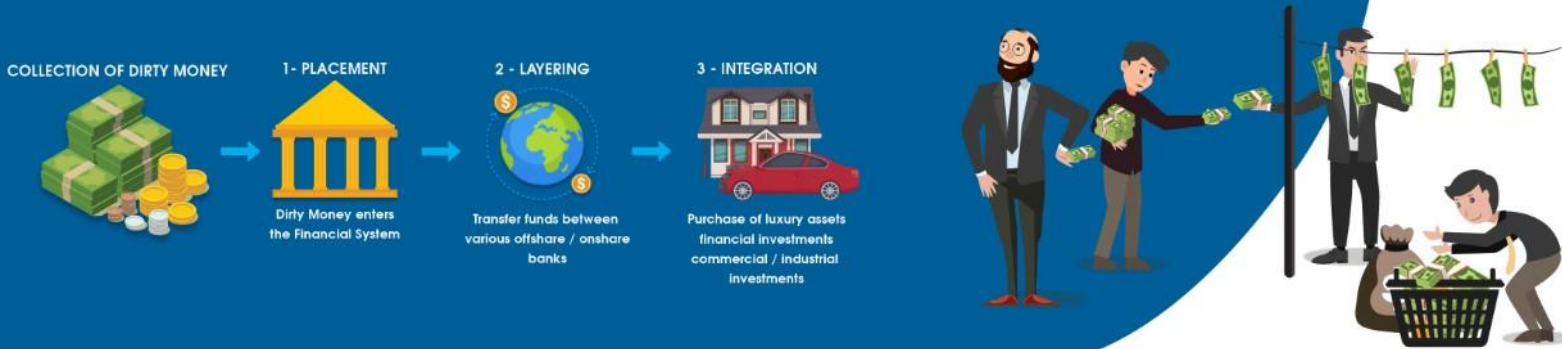 COLLECTION OF DIRTY MONEY
1- PLACEMENT
Dirty Money enters
the Financial System
2 - LAYERING
Transfer funds between
various offshare / onshare
banks
3 - INTEGRATION
Purchase of luxury assets
financial investments
commercial / industrial
investments
$
$